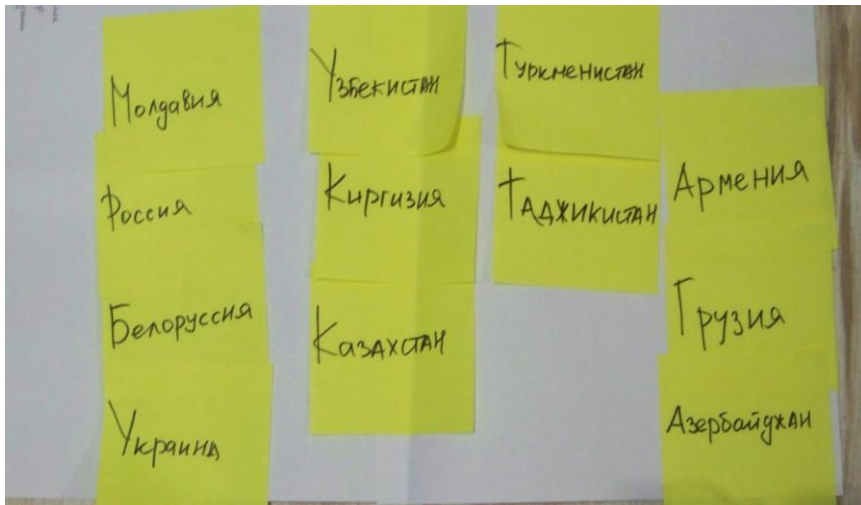 Молдавия
Россия
Белоруссия
Украина
Узбекистан
Киргизия
Казахстан
Туркменистан
Таджикистан
Армения
Грузия
Азербайджан